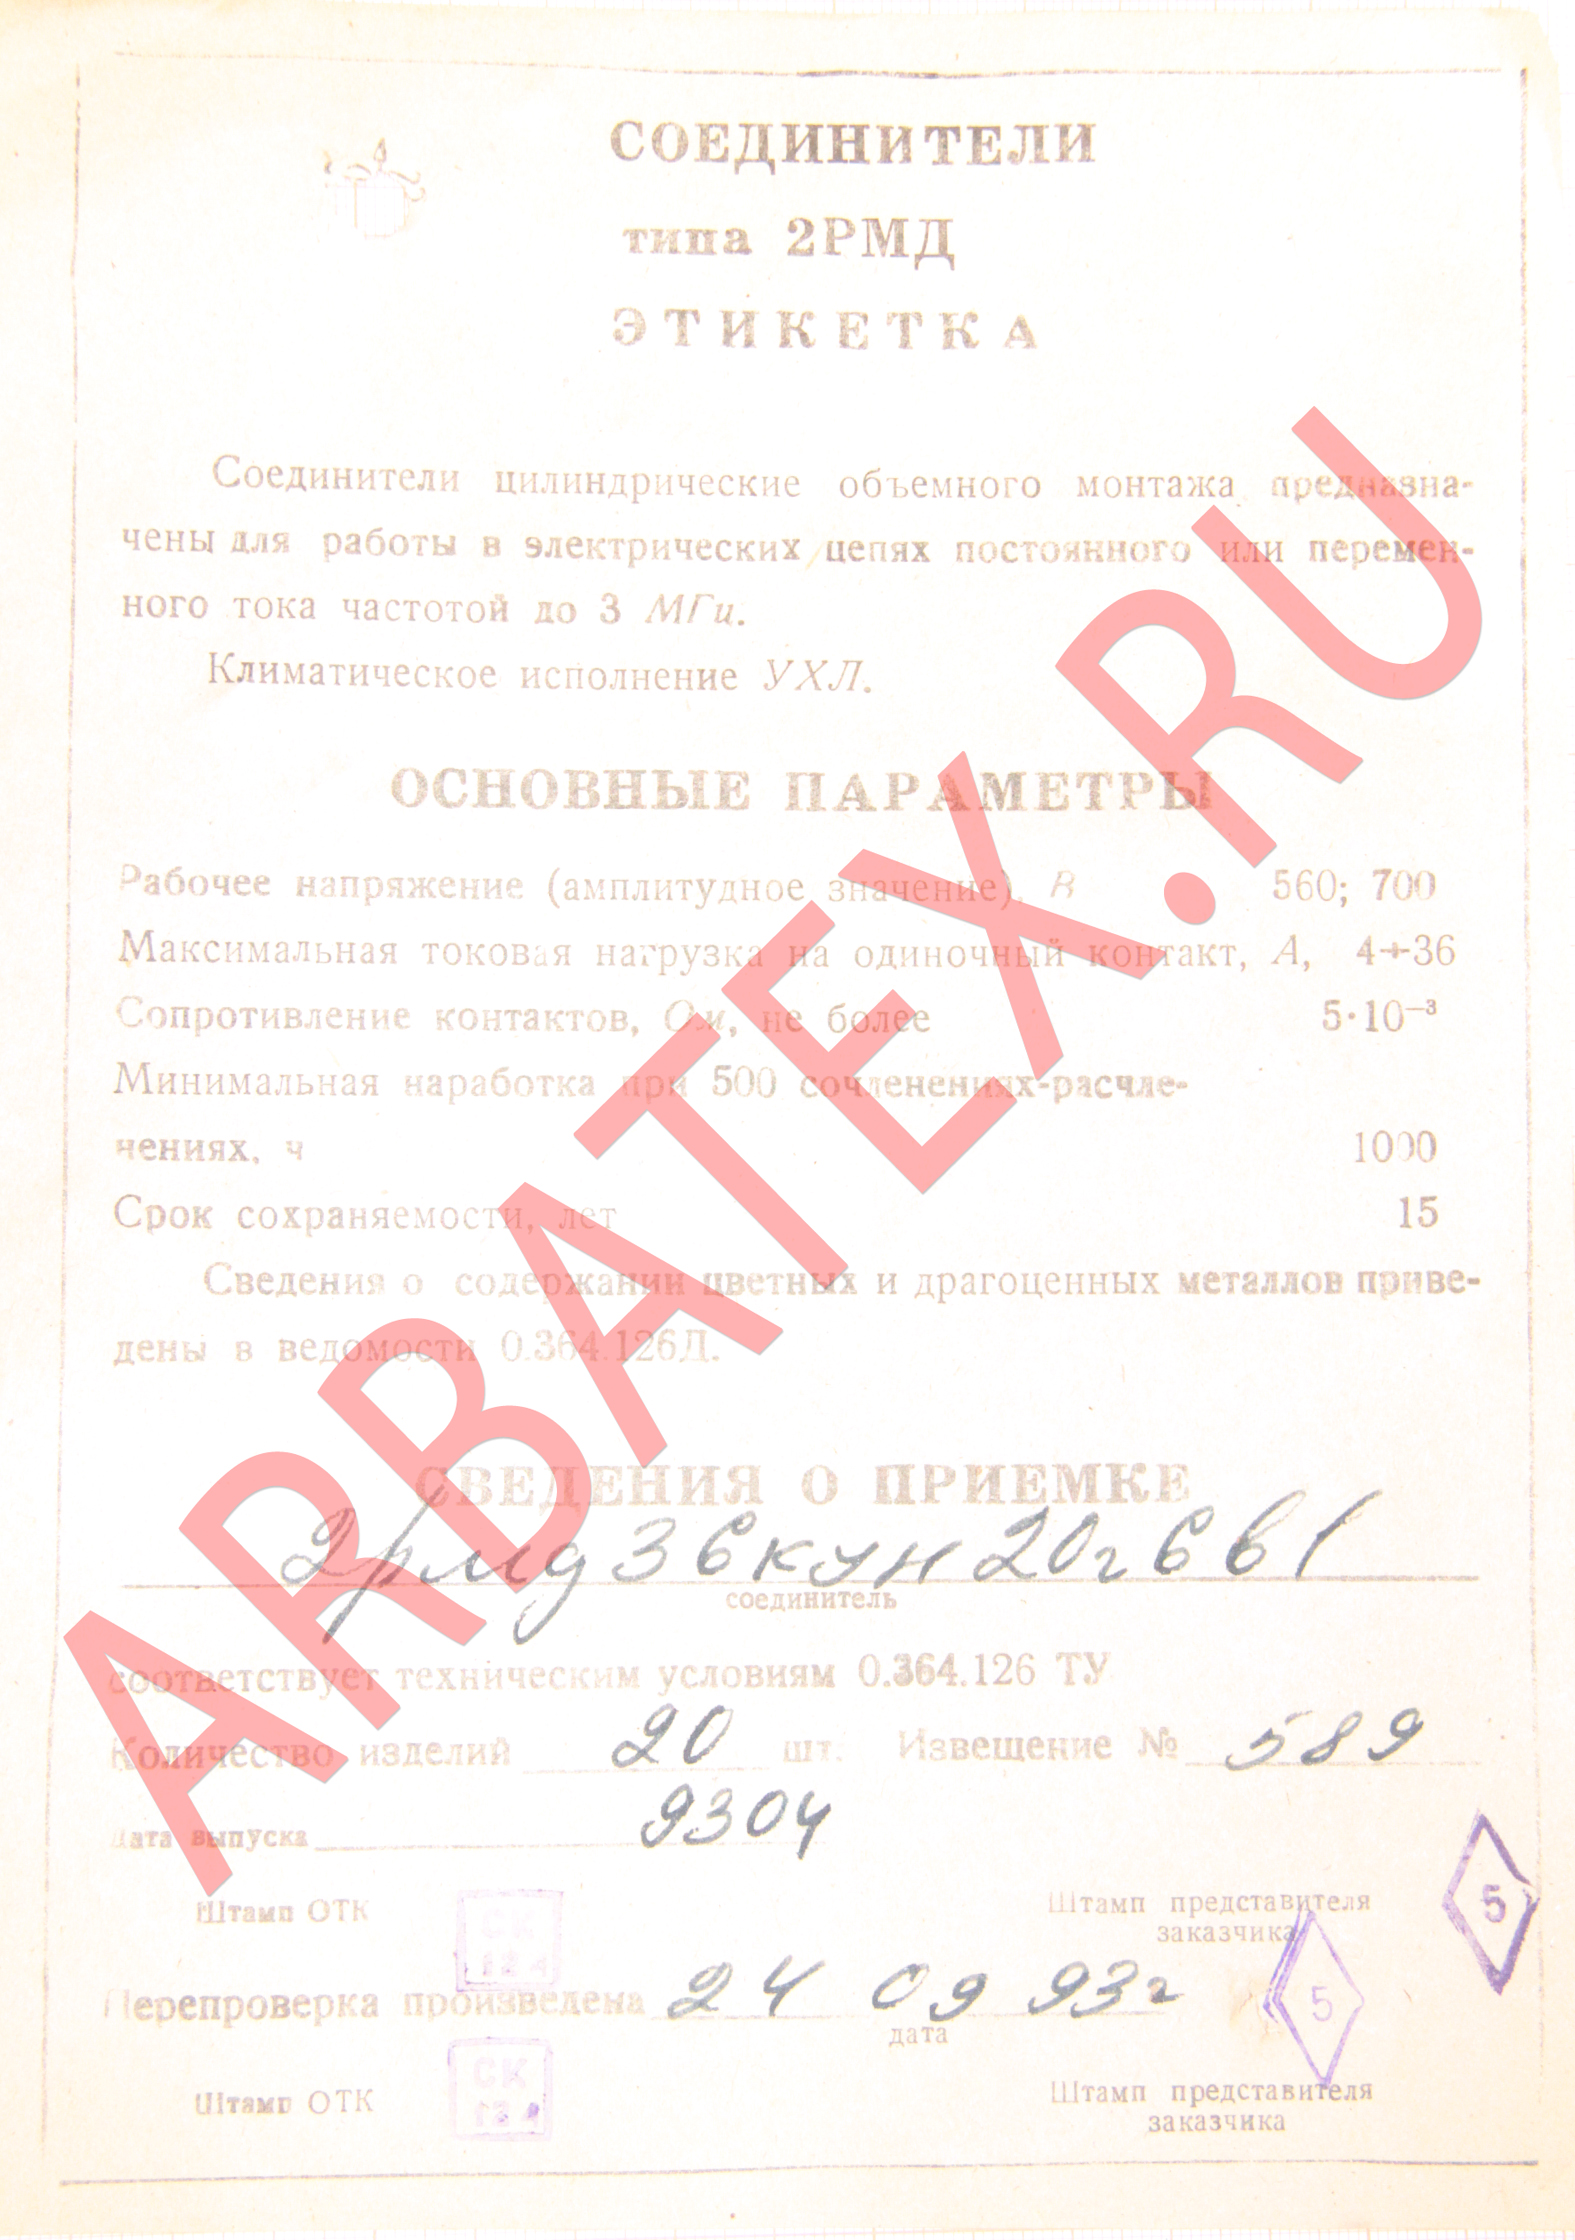 СОЕДИНИТЕЛИ
типа 2РМД
ЭТИКЕТКА
Соединители цилиндрические объемного монтажа предназна-
чены для работы в электрических цепях постоянного или перемен-
ного тока частотой до 3 МГц.
Климатическое исполнение УХЛ.
ОСНОВНЫЕ ПАРАМЕТРЫ
Рабочее напряжение (амплитудное значение), В 560; 700
Максимальная токовая нагрузка на одиночный контакт, А, 4÷36
Сопротивление контактов, Ом, не более 5·10⁻³
Минимальная наработка при 500 сочленениях-расчле-
нениях, ч 1000
Срок сохраняемости, лет 15
Сведения о содержании цветных и драгоценных металлов приве-
дены в ведомости 0.364.126Д.
СВЕДЕНИЯ О ПРИЕМКЕ
2рмд36кун20г6в1
соединитель
соответствует техническим условиям 0.364.126 ТУ
Количество изделий 20 шт. Извещение № 589
Дата выпуска 9304
Штамп ОТК СК Штамп представителя 5
заказчика
Перепроверка произведена 24 09 93г 5
дата
Штамп ОТК СК Штамп представителя
заказчика
ARBATEX.RU